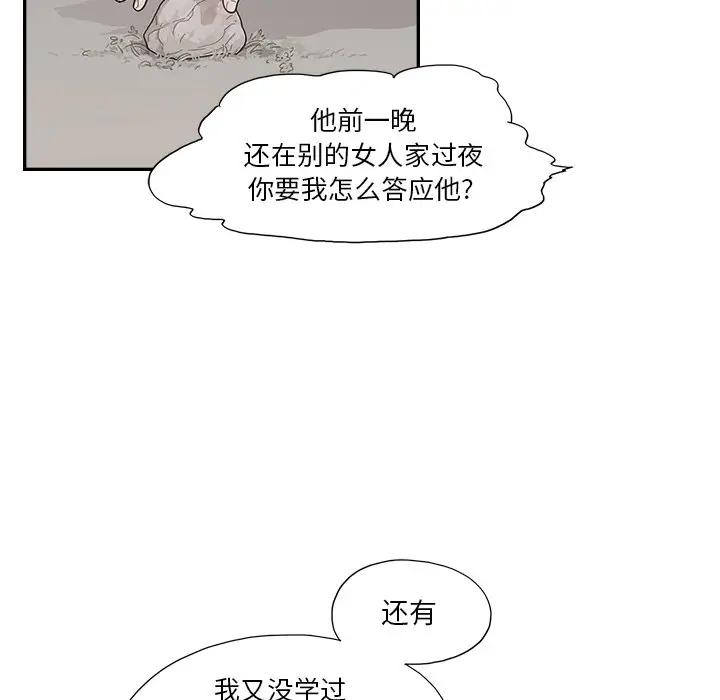 他前一晚
还在别的女人家过夜
你要我怎么答应他?
还有
我又没学过